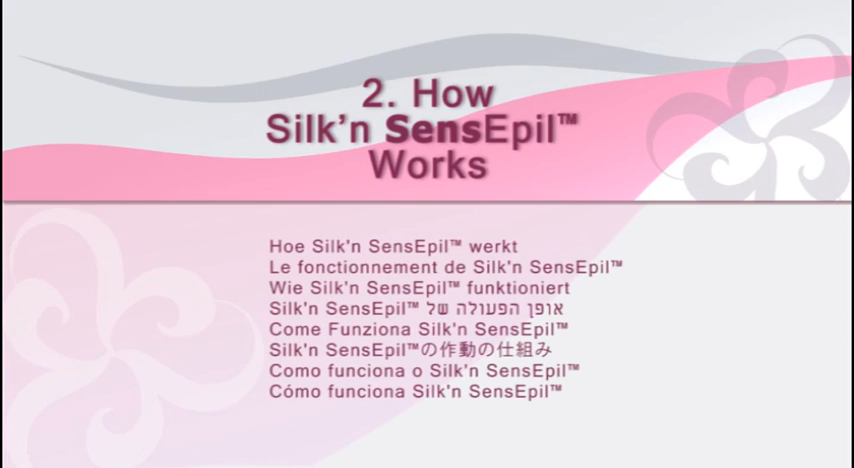 2. How
Silk’n SensEpil™
Works
Hoe Silk'n SensEpil™ werkt
Le fonctionnement de Silk'n SensEpil™
Wie Silk'n SensEpil™ funktioniert
Silk'n SensEpil™ אופן הפעולה של
Come Funziona Silk'n SensEpil™
Silk'n SensEpil™の作動の仕組み
Como funciona o Silk'n SensEpil™
Cómo funciona Silk'n SensEpil™